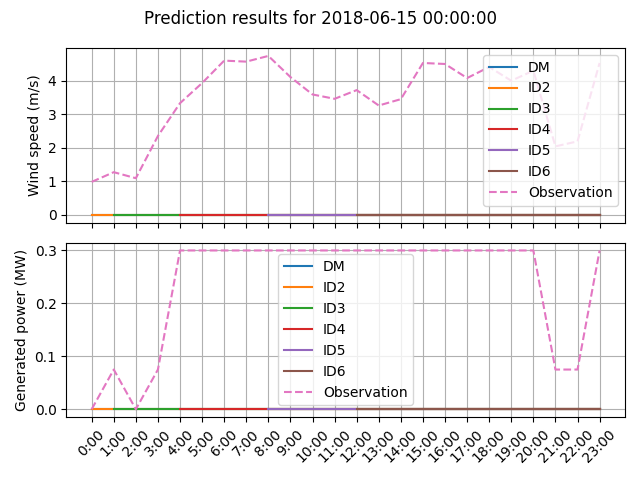 Prediction results for 2018-06-15 00:00:00
Wind speed (m/s)
4
3
2
1
0
DM
ID2
ID3
ID4
ID5
ID6
Observation
Generated power (MW)
0.3
0.2
0.1
0.0
DM
ID2
ID3
ID4
ID5
ID6
Observation
0:00
1:00
2:00
3:00
4:00
5:00
6:00
7:00
8:00
9:00
10:00
11:00
12:00
13:00
14:00
15:00
16:00
17:00
18:00
19:00
20:00
21:00
22:00
23:00